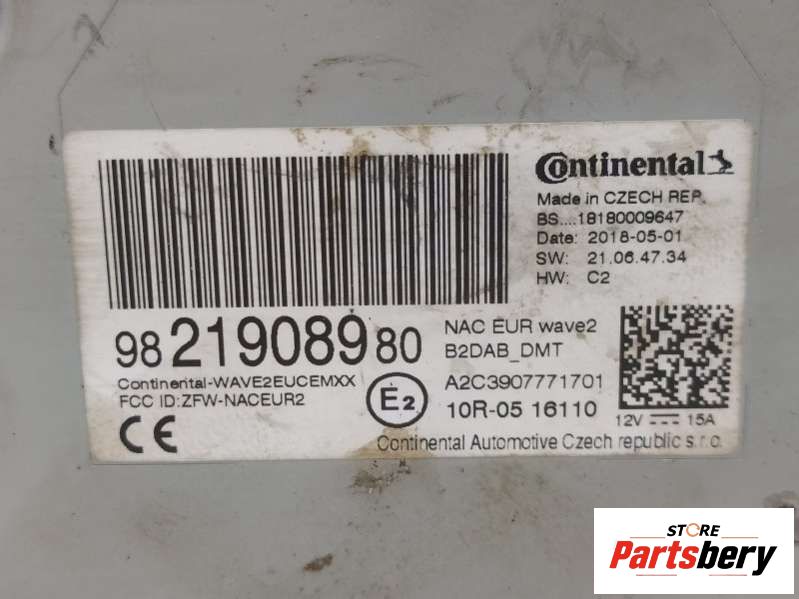 Continental
Made in CZECH REP.
BS....18180009647
Date: 2018-05-01
SW: 21.06.47.34
HW: C2
98 219089 80
NAC EUR wave2
B2DAB_DMT
Continental-WAVE2EUCEMXX
FCC ID:ZFW-NACEUR2
E2
A2C3907771701
10R-05 16110
12V 15A
CE
Continental Automotive Czech republic s.r.o.
STORE
Partsbery